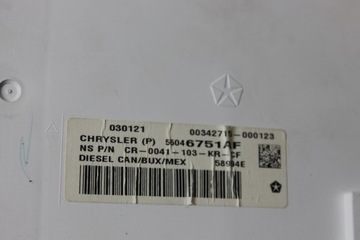 030121 00342715-000123
CHRYSLER (P) 56046751AF
NS P/N CR-0041-103-KR-CF
DIESEL CAN/BUX/MEX 58994E